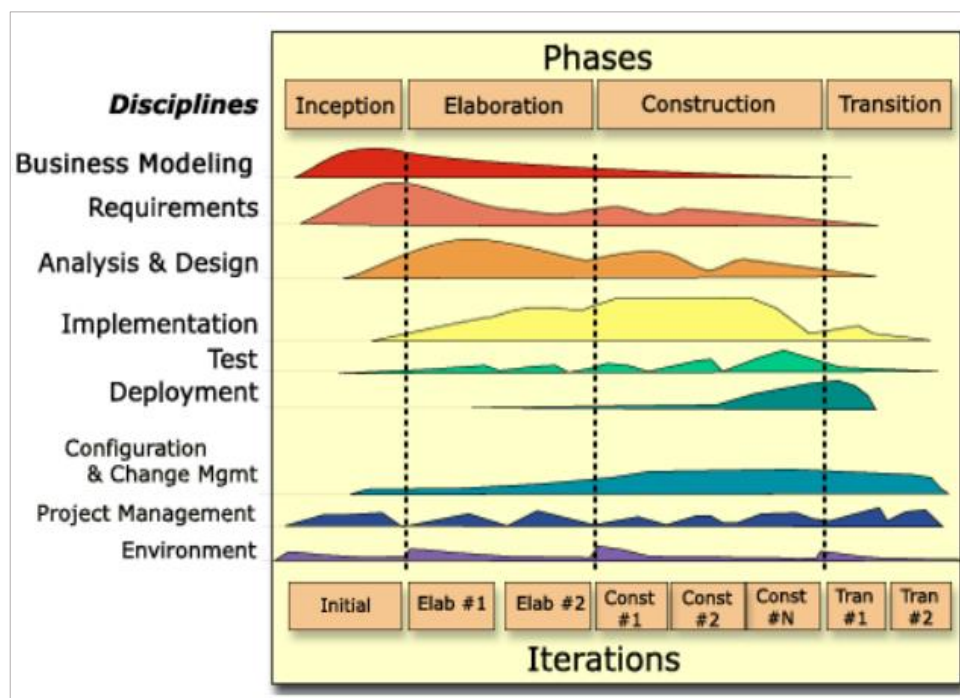 Phases
Disciplines
Inception
Elaboration
Construction
Transition
Business Modeling
Requirements
Analysis & Design
Implementation
Test
Deployment
Configuration
& Change Mgmt
Project Management
Environment
Initial
Elab #1
Elab #2
Const
#1
Const
#2
Const
#N
Tran
#1
Tran
#2
Iterations